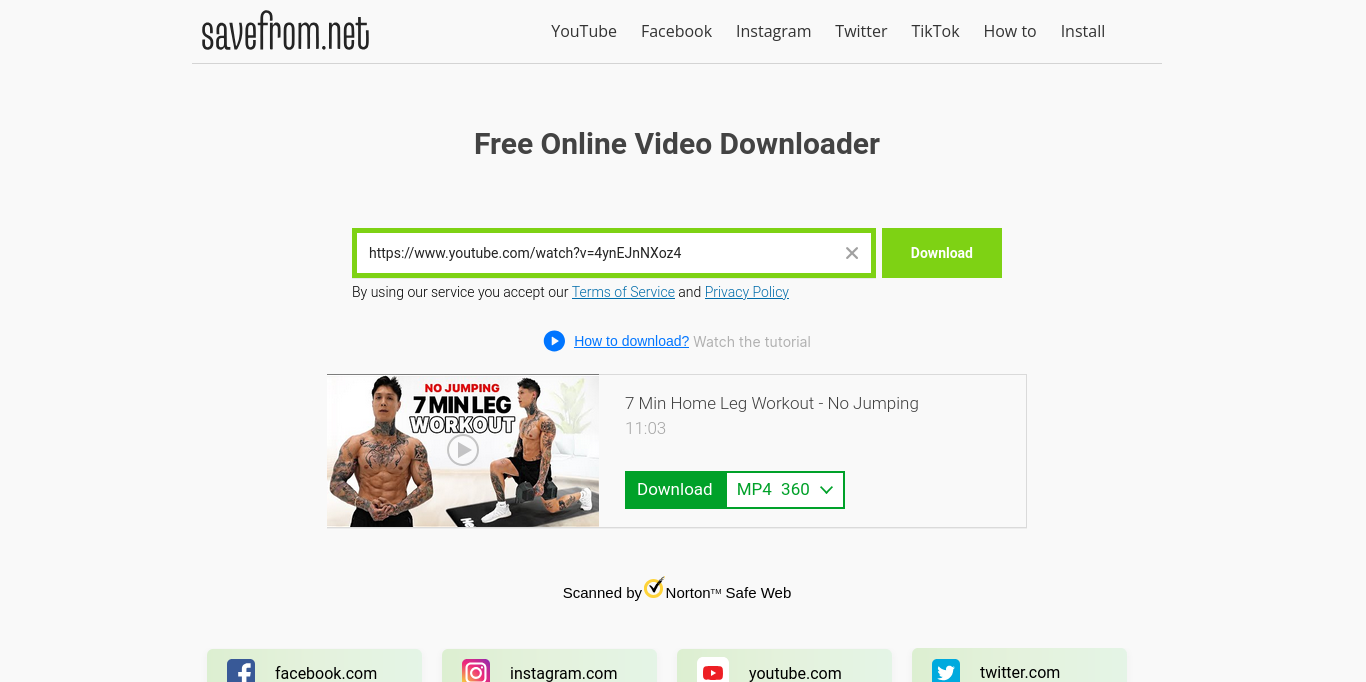 savefrom.net
YouTube Facebook Instagram Twitter TikTok How to Install
Free Online Video Downloader
https://www.youtube.com/watch?v=4ynEJnNXoz4
Download
By using our service you accept our Terms of Service and Privacy Policy
How to download? Watch the tutorial
NO JUMPING
7 MIN LEG
WORKOUT
7 Min Home Leg Workout - No Jumping
11:03
Download MP4 360
Scanned by Norton™ Safe Web
facebook.com
instagram.com
youtube.com
twitter.com